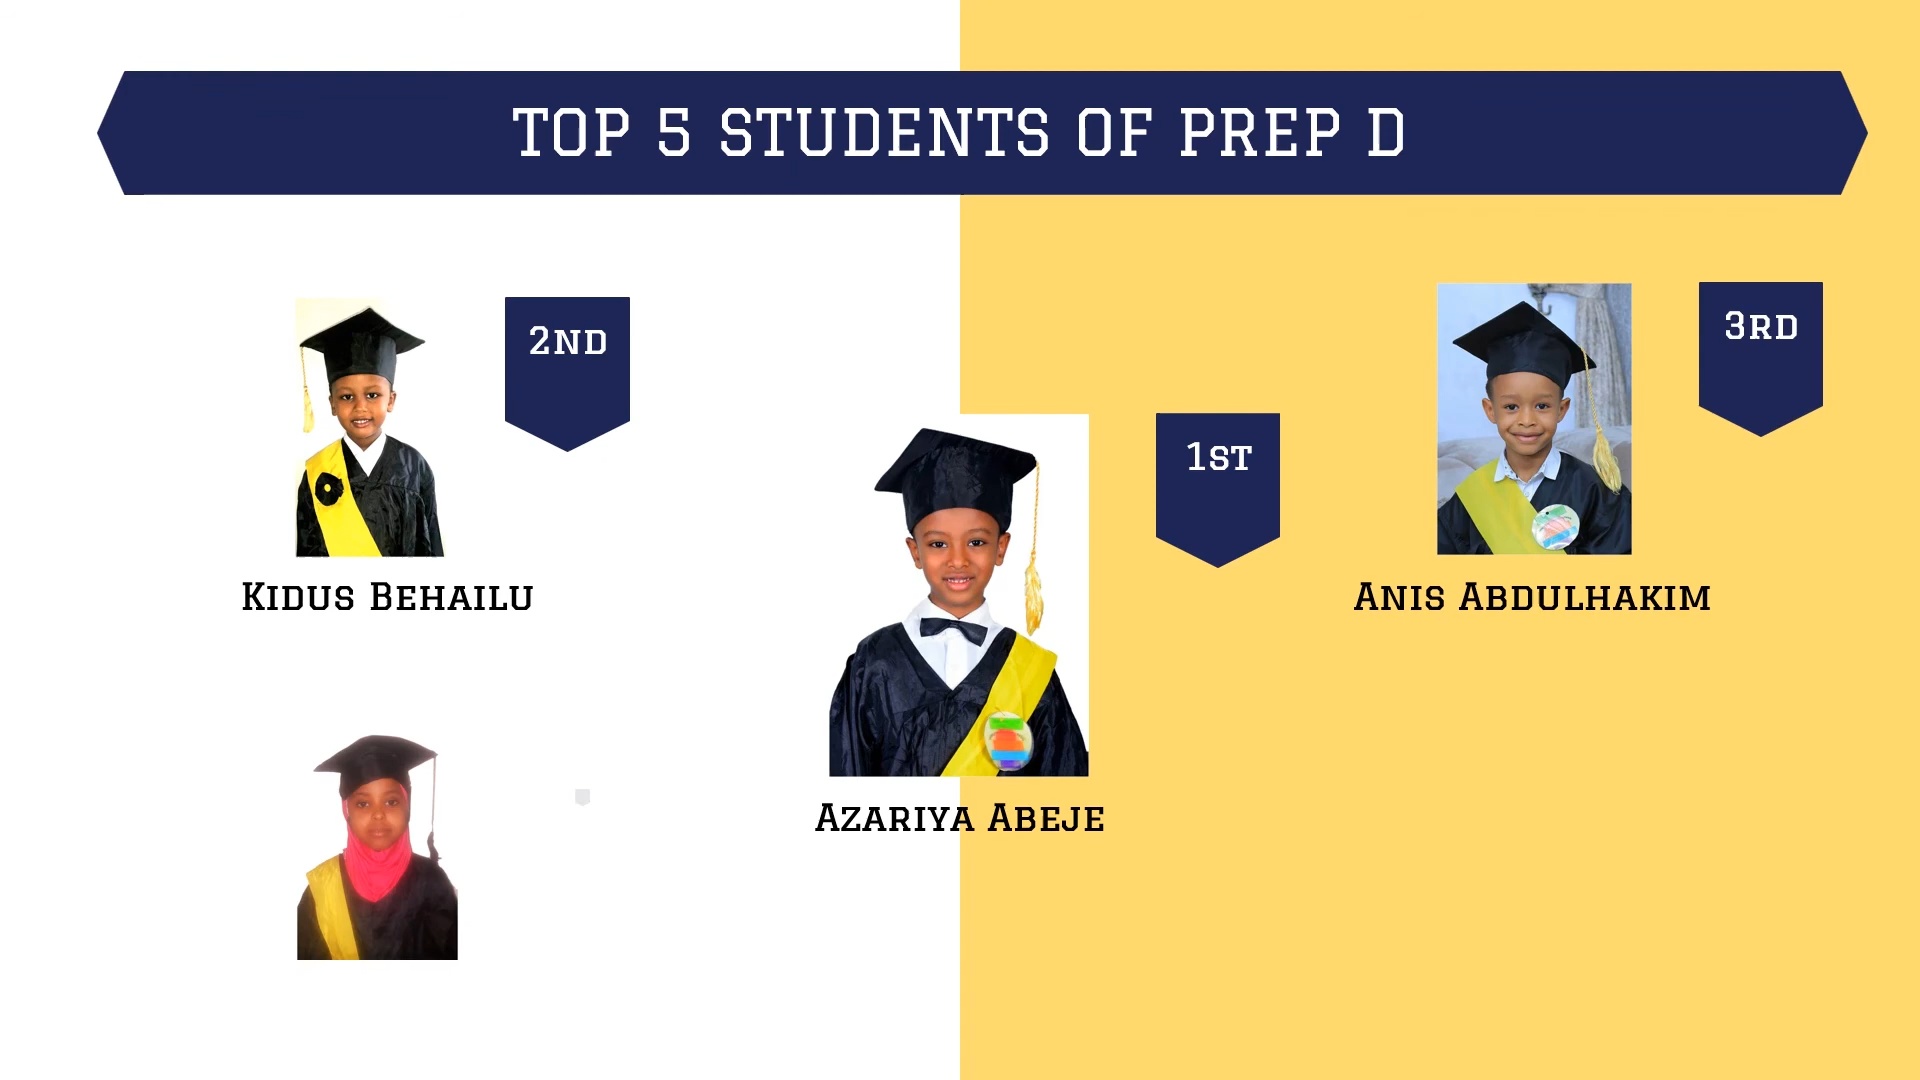 TOP 5 STUDENTS OF PREP D
2ND
Kidus Behailu
1ST
Azariya Abeje
3RD
Anis Abdulhakim